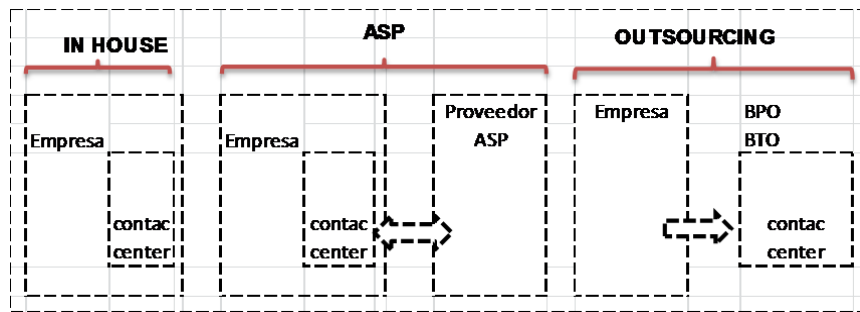 IN HOUSE
ASP
OUTSOURCING
Empresa
contac
center
Empresa
contac
center
Proveedor
ASP
Empresa
BPO
BTO
contac
center